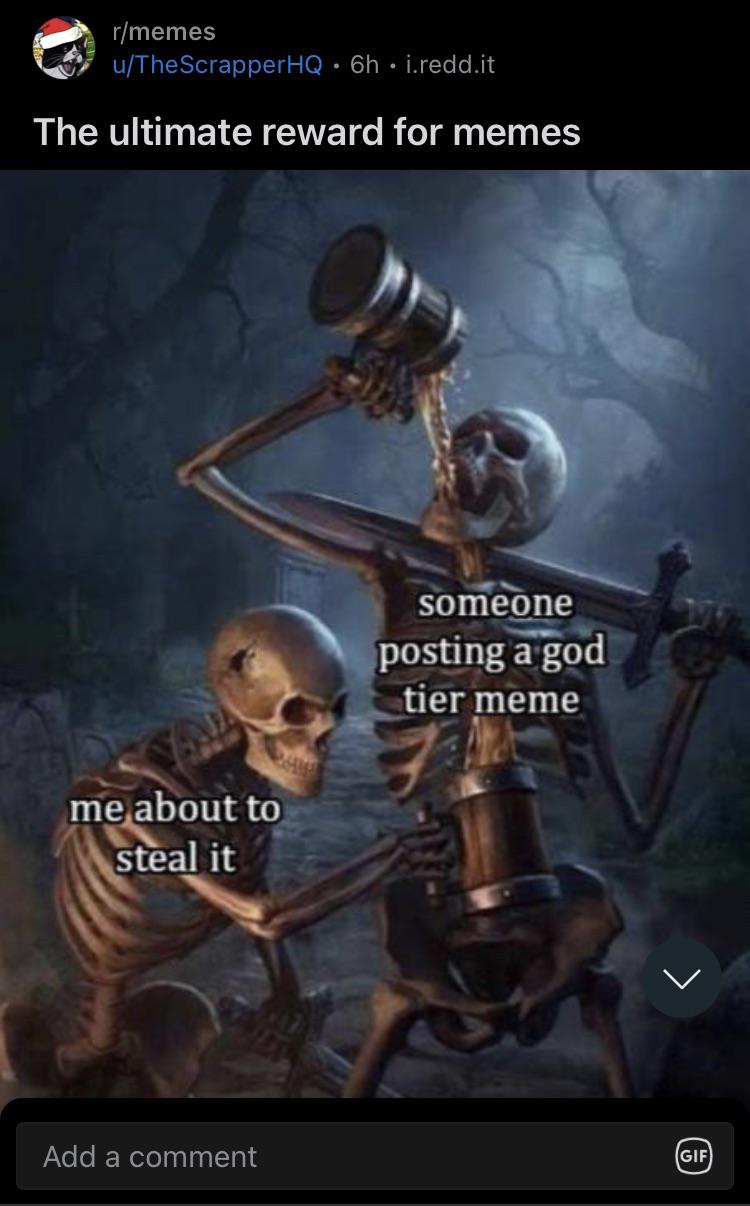 r/memes
u/TheScrapperHQ • 6h • i.redd.it
The ultimate reward for memes
someone
posting a god
tier meme
me about to
steal it
Add a comment
GIF